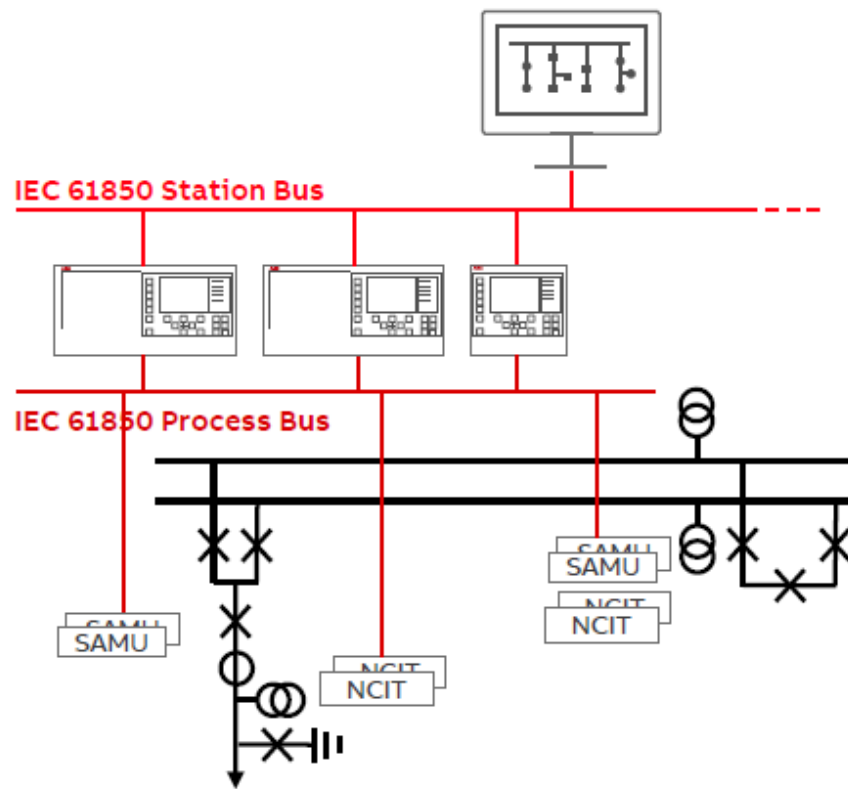 IEC 61850 Station Bus
IEC 61850 Process Bus
SAMU
SAMU
SAMU
SAMU
NCIT
NCIT
NCIT
NCIT